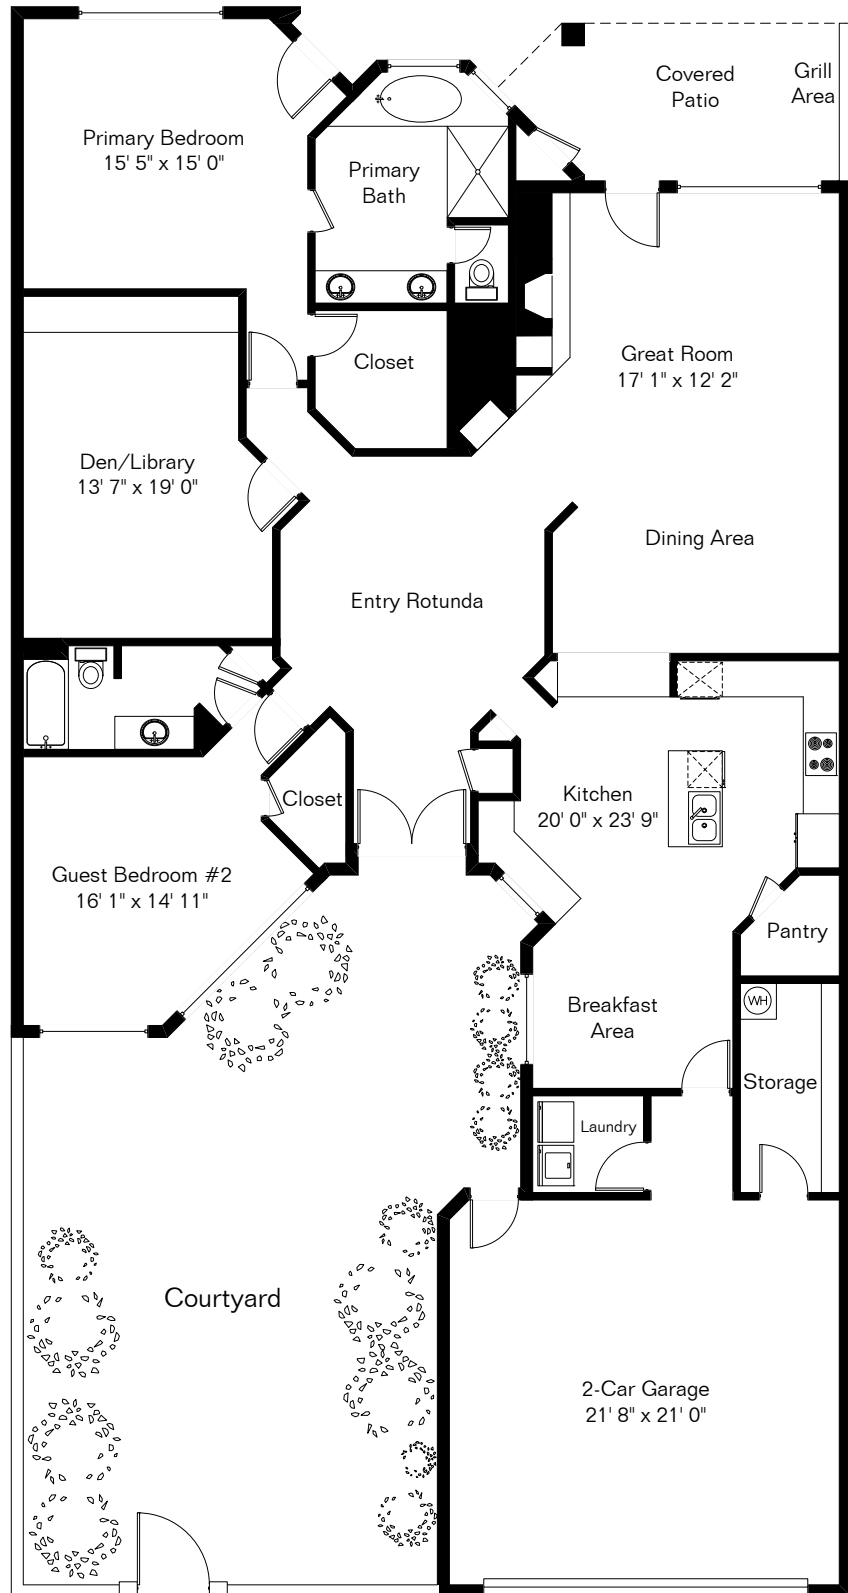 Covered
Patio
Grill
Area
Primary Bedroom
15' 5" x 15' 0"
Primary
Bath
Closet
Great Room
17' 1" x 12' 2"
Den/Library
13' 7" x 19' 0"
Dining Area
Entry Rotunda
Closet
Kitchen
20' 0" x 23' 9"
Guest Bedroom #2
16' 1" x 14' 11"
Pantry
Breakfast
Area
WH
Storage
Laundry
Courtyard
2-Car Garage
21' 8" x 21' 0"